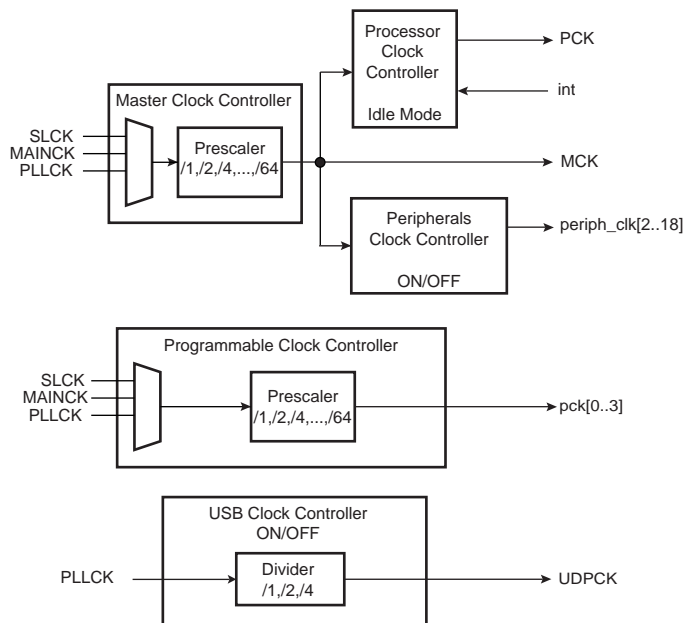 Processor
Clock
Controller
Idle Mode
PCK
int
Master Clock Controller
SLCK
MAINCK
PLLCK
Prescaler
/1,/2,/4,...,/64
MCK
Peripherals
Clock Controller
ON/OFF
periph_clk[2..18]
Programmable Clock Controller
SLCK
MAINCK
PLLCK
Prescaler
/1,/2,/4,...,/64
pck[0..3]
USB Clock Controller
ON/OFF
PLLCK
Divider
/1,/2,/4
UDPCK